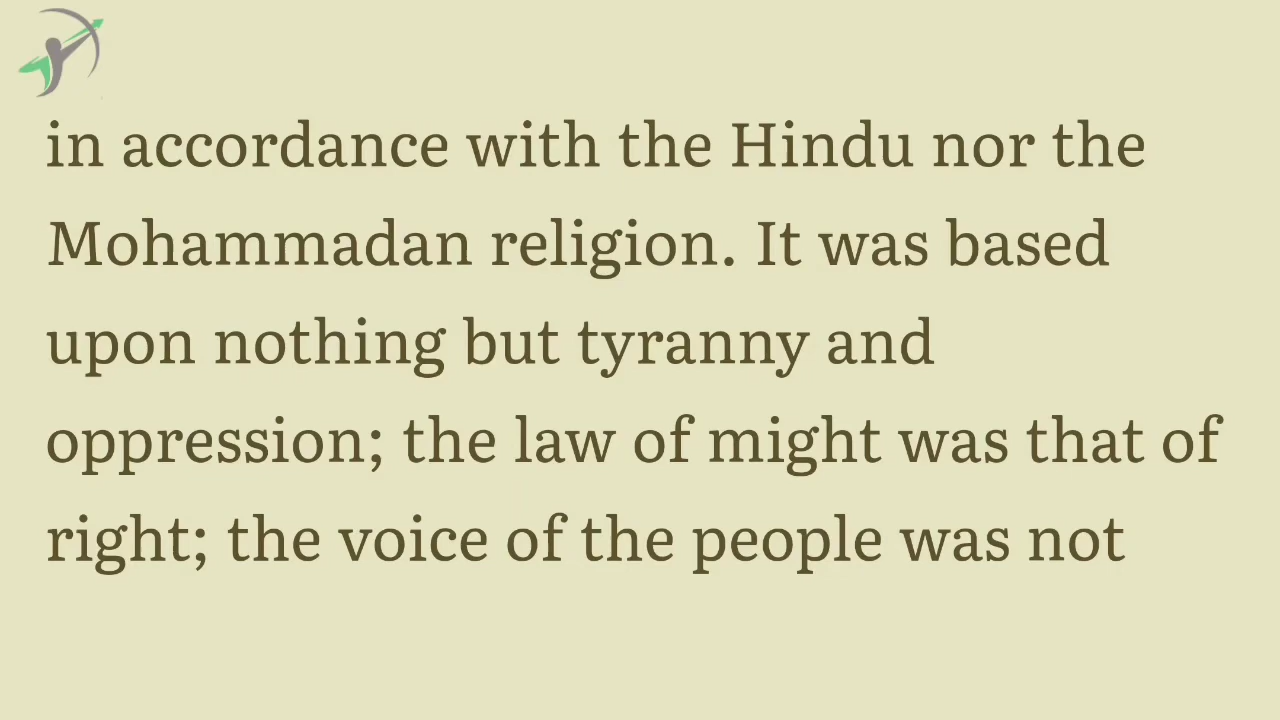 in accordance with the Hindu nor the
Mohammadan religion. It was based
upon nothing but tyranny and
oppression; the law of might was that of
right; the voice of the people was not